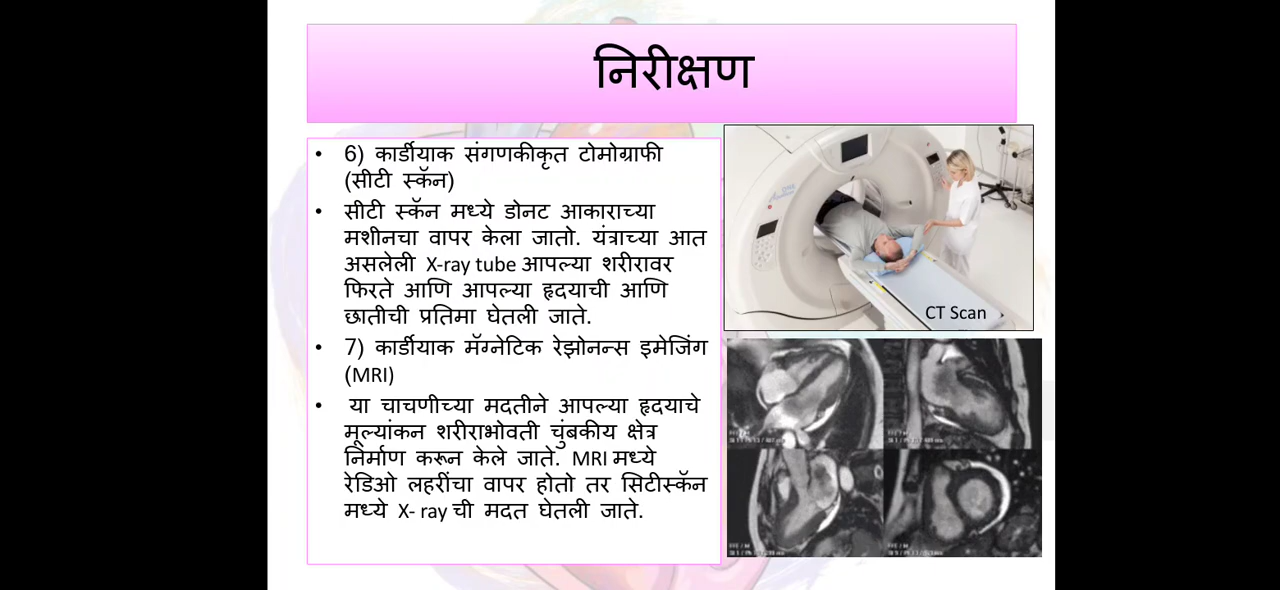 निरीक्षण
• 6) कार्डीयाक संगणकीकृत टोमोग्राफी
(सीटी स्कॅन)
• सीटी स्कॅन मध्ये डोनट आकाराच्या
मशीनचा वापर केला जातो. यंत्राच्या आत
असलेली X-ray tube आपल्या शरीरावर
फिरते आणि आपल्या हृदयाची आणि
छातीची प्रतिमा घेतली जाते.
• 7) कार्डीयाक मॅग्नेटिक रेझोनन्स इमेजिंग
(MRI)
• या चाचणीच्या मदतीने आपल्या हृदयाचे
मूल्यांकन शरीराभोवती चुंबकीय क्षेत्र
निर्माण करून केले जाते. MRI मध्ये
रेडिओ लहरींचा वापर होतो तर सिटीस्कॅन
मध्ये X- ray ची मदत घेतली जाते.
CT Scan